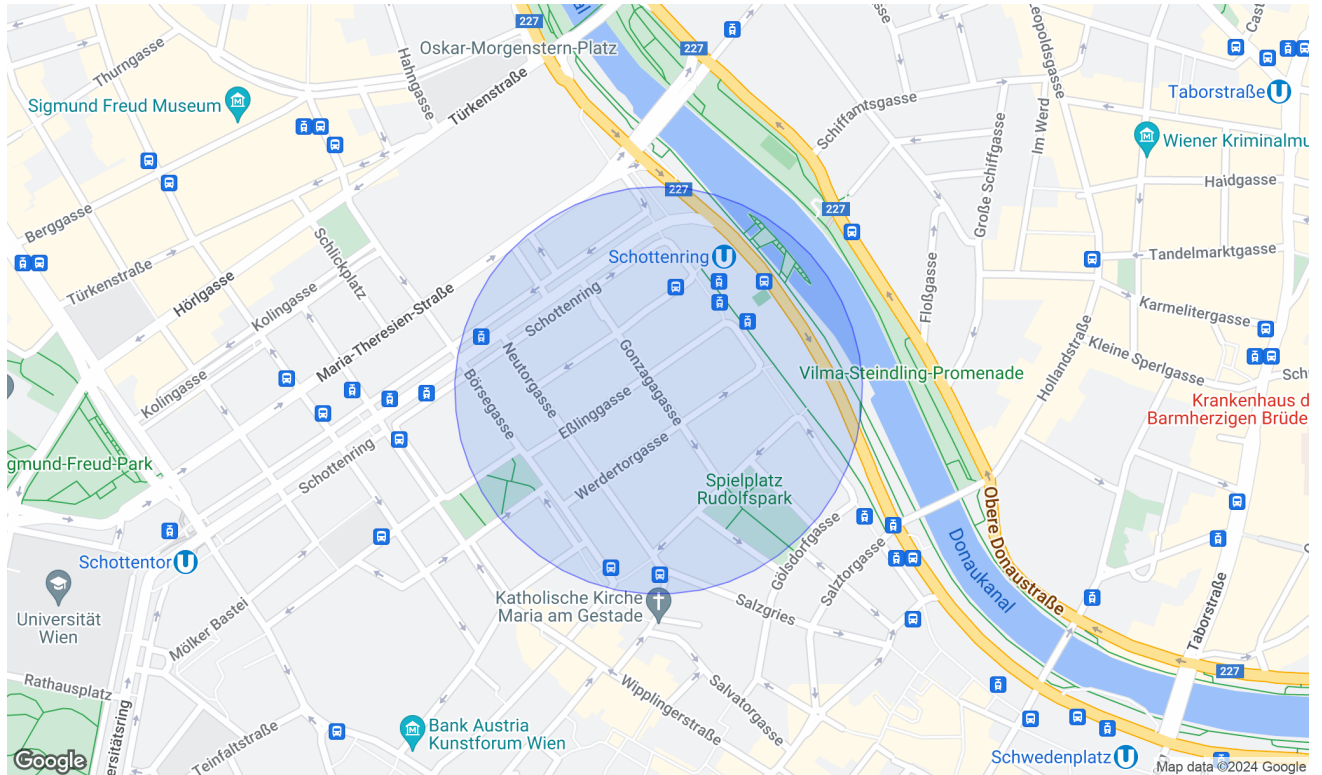 227
Oskar-Morgenstern-Platz
227
Thurngasse
Hahngasse
Türkenstraße
Leopoldsgasse
Taborstraße
Sigmund Freud Museum
Schiffamtsgasse
Im Werd
Große Schiffgasse
Wiener Kriminalmu
Haidgasse
227
227
Berggasse
Schlickplatz
Türkenstraße
Hörlgasse
Kolingasse
Maria-Theresien-Straße
Schottenring
Schottenring
Floßgasse
Tandelmarktgasse
Karmelitergasse
Hollandstraße
Kleine Sperlgasse
Kolingasse
Börsegasse
Neutorgasse
Gonzagagasse
Eßlinggasse
Vilma-Steindling-Promenade
Krankenhaus d
Barmherzigen Brüde
gmund-Freud-Park
Schottenring
Werdertorgasse
Spielplatz
Rudolfspark
Schottentor
Gölsdorfgasse
Salztorgasse
Donaukanal
Obere Donaustraße
Universität
Wien
Mölker Bastei
Katholische Kirche
Maria am Gestade
Salzgries
Taborstraße
227
Rathausplatz
ersitätsring
Teinfaltstraße
Wipplingerstraße
Salvatorgasse
Bank Austria
Kunstforum Wien
Schwedenplatz
Google
Map data ©2024 Google